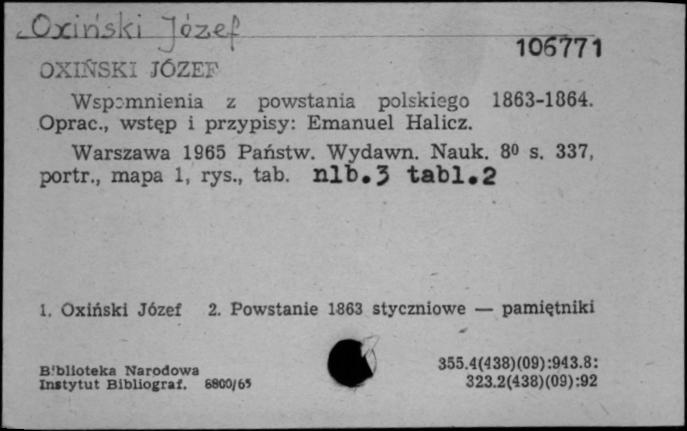 Oxiński Józef
106771
OXIŃSKI JÓZEF
Wspomnienia z powstania polskiego 1863-1864.
Oprac., wstęp i przypisy: Emanuel Halicz.
Warszawa 1965 Państw. Wydawn. Nauk. 8⁰ s. 337,
portr., mapa 1, rys., tab. nlb.3 tabl.2
1. Oxiński Józef 2. Powstanie 1863 styczniowe — pamiętniki
Biblioteka Narodowa
Instytut Bibliograf. 6800/65
355.4(438)(09):943.8:
323.2(438)(09):92